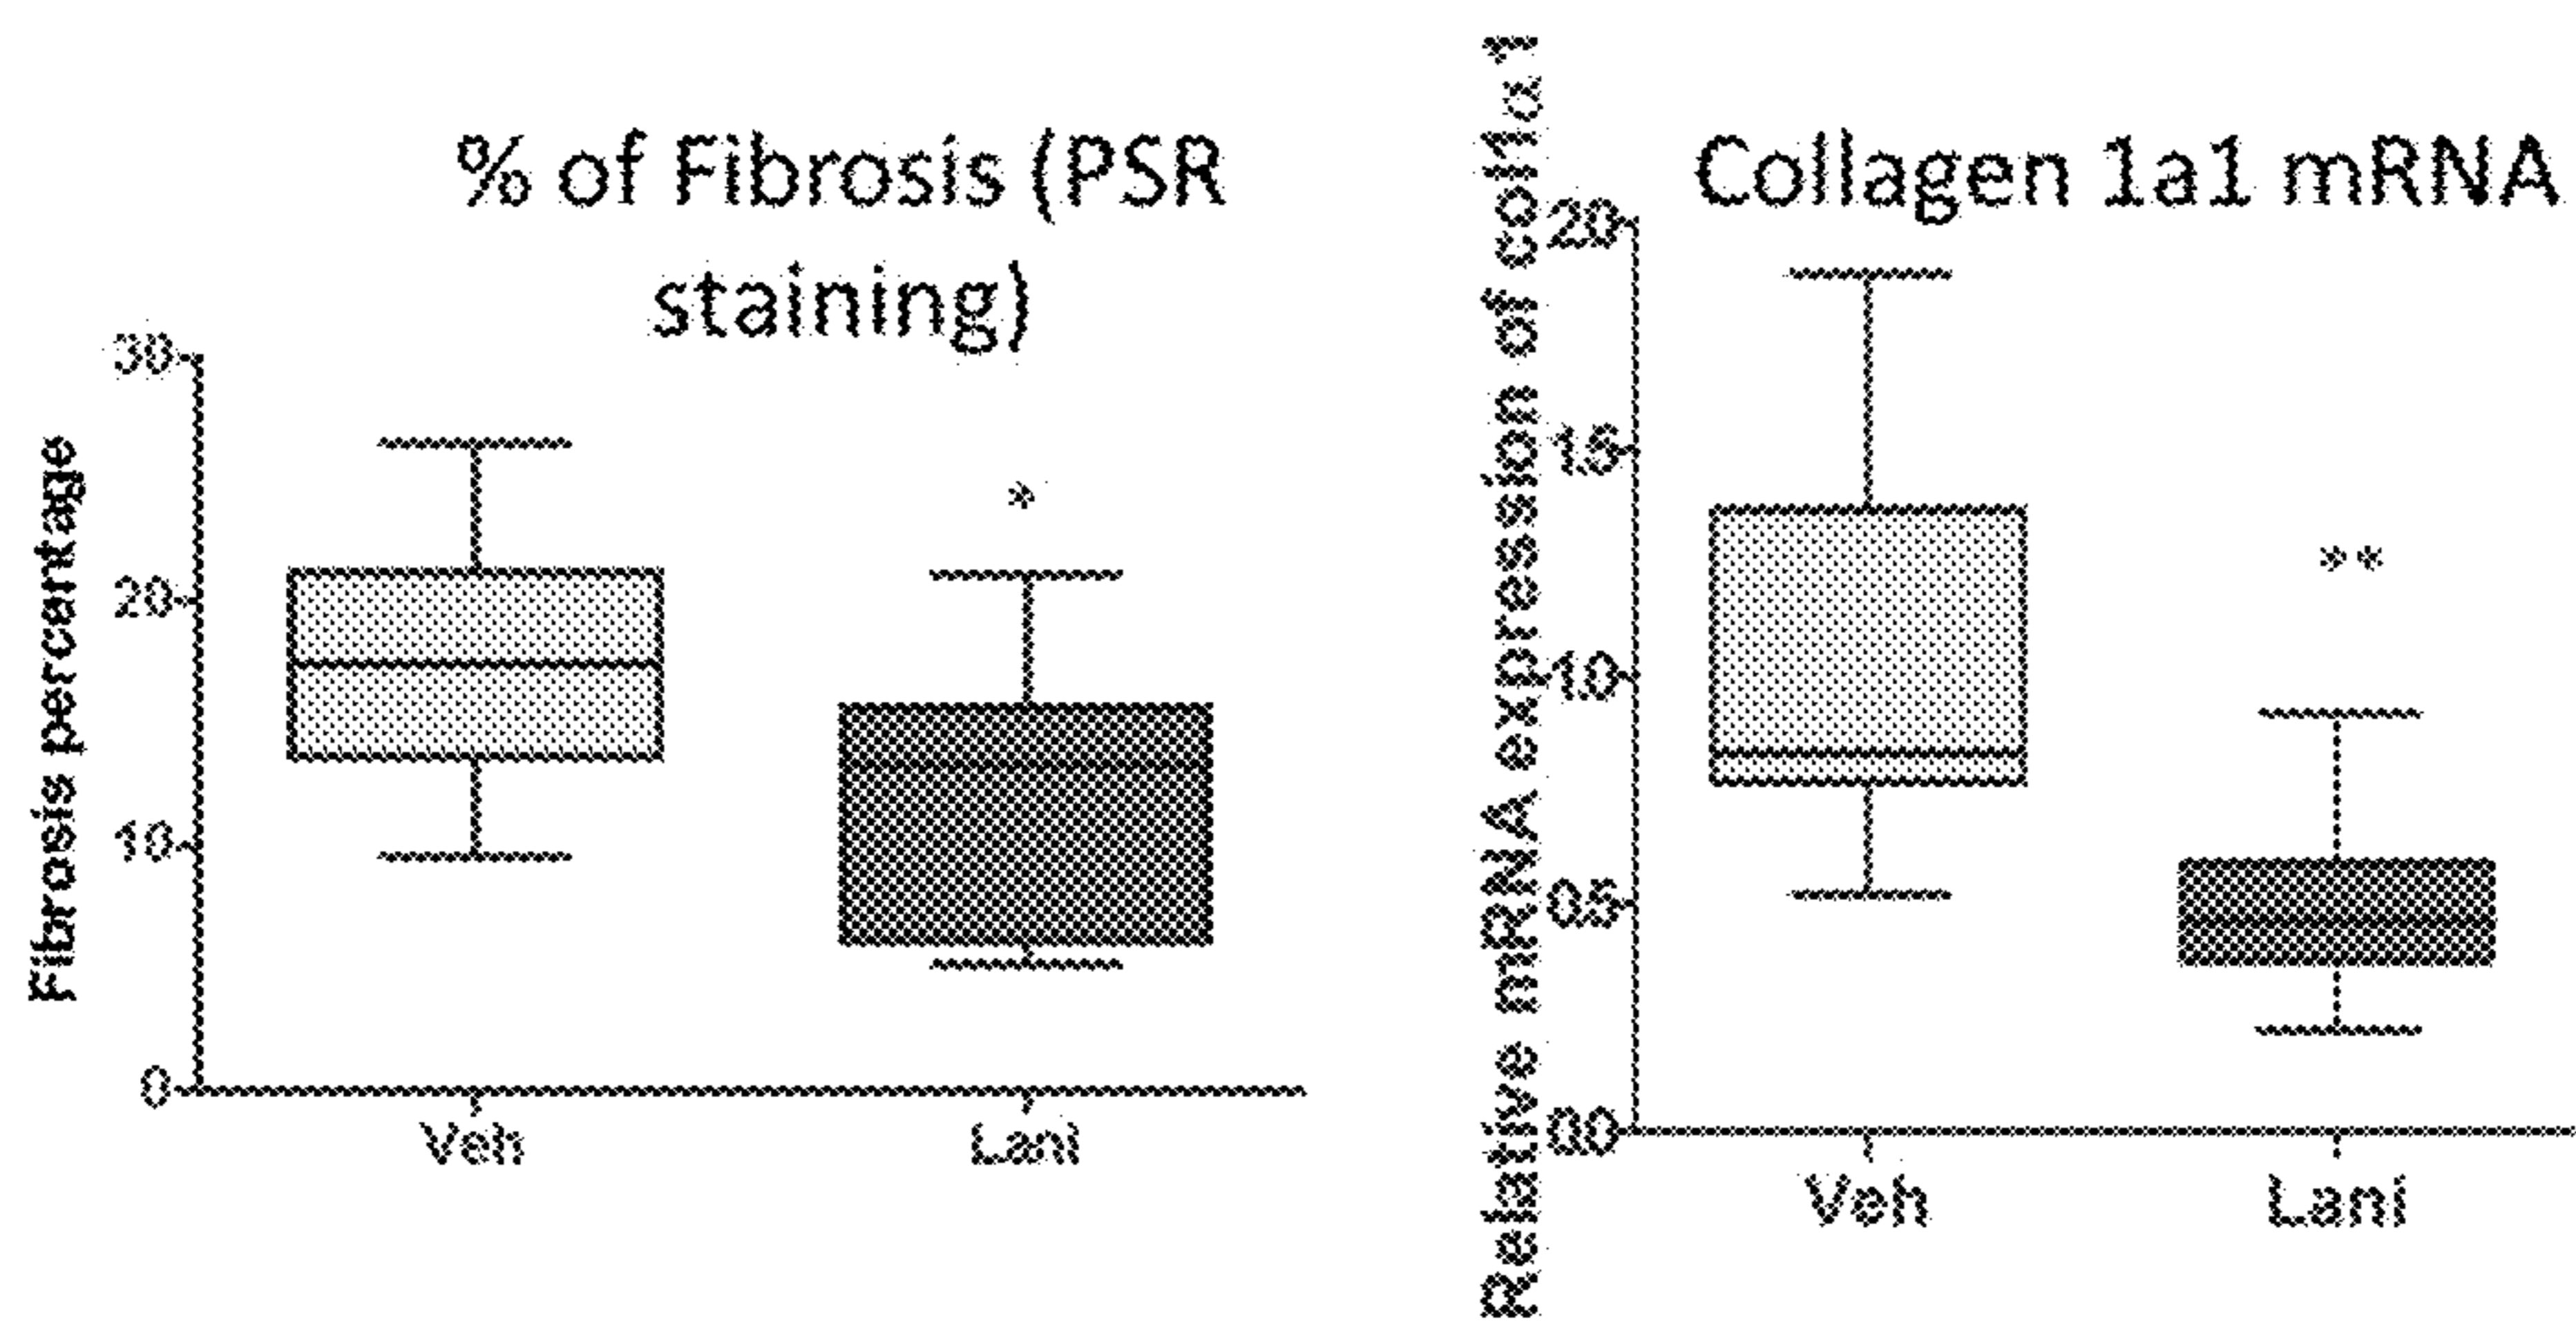 % of Fibrosis (PSR
staining)
Fibrosis percentage
30
20
10
0
Veh
Lani
*
Collagen 1a1 mRNA
Relative mRNA expression of coll1α1
2.0
1.5
1.0
0.5
0.0
Veh
Lani
**